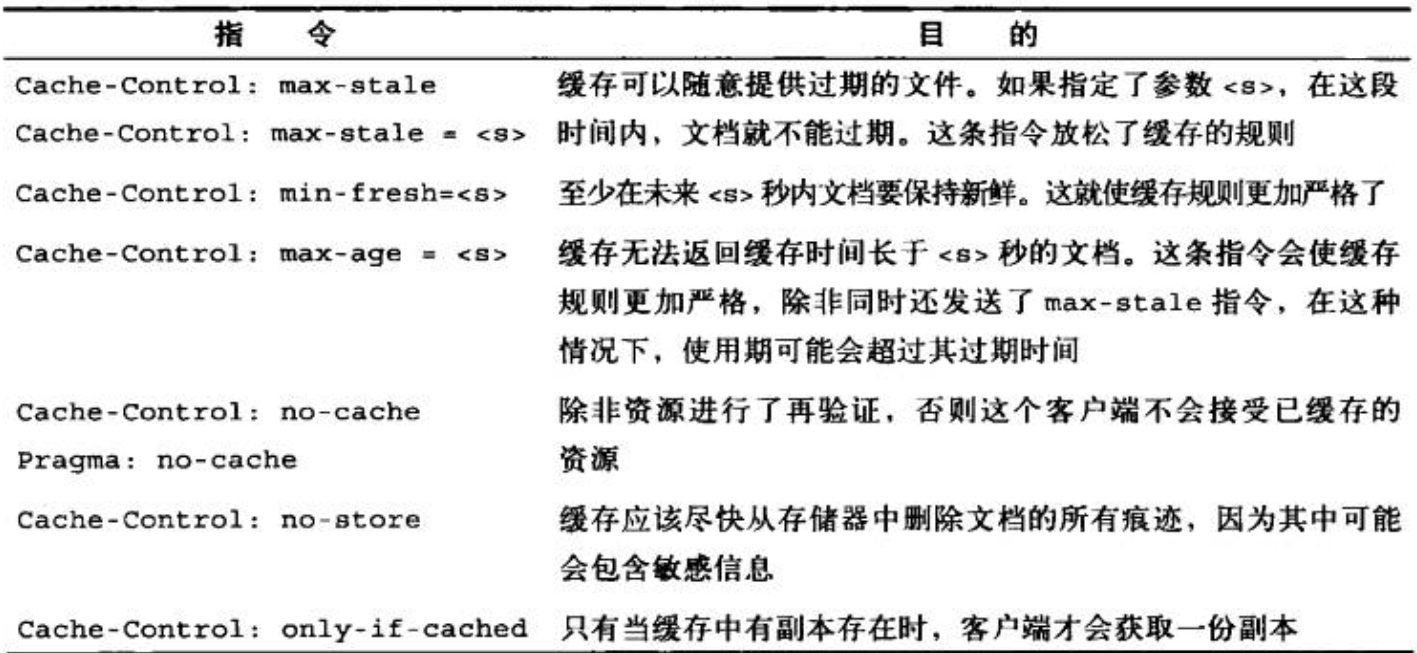 指 令 目 的
Cache-Control: max-stale 缓存可以随意提供过期的文件。如果指定了参数 <s>，在这段
Cache-Control: max-stale = <s> 时间内，文档就不能过期。这条指令放松了缓存的规则
Cache-Control: min-fresh=<s> 至少在未来 <s> 秒内文档要保持新鲜。这就使缓存规则更加严格了
Cache-Control: max-age = <s> 缓存无法返回缓存时间长于 <s> 秒的文档。这条指令会使缓存
规则更加严格，除非同时还发送了 max-stale 指令，在这种
情况下，使用期可能会超过其过期时间
Cache-Control: no-cache 除非资源进行了再验证，否则这个客户端不会接受已缓存的
Pragma: no-cache 资源
Cache-Control: no-store 缓存应该尽快从存储器中删除文档的所有痕迹，因为其中可能
会包含敏感信息
Cache-Control: only-if-cached 只有当缓存中有副本存在时，客户端才会获取一份副本